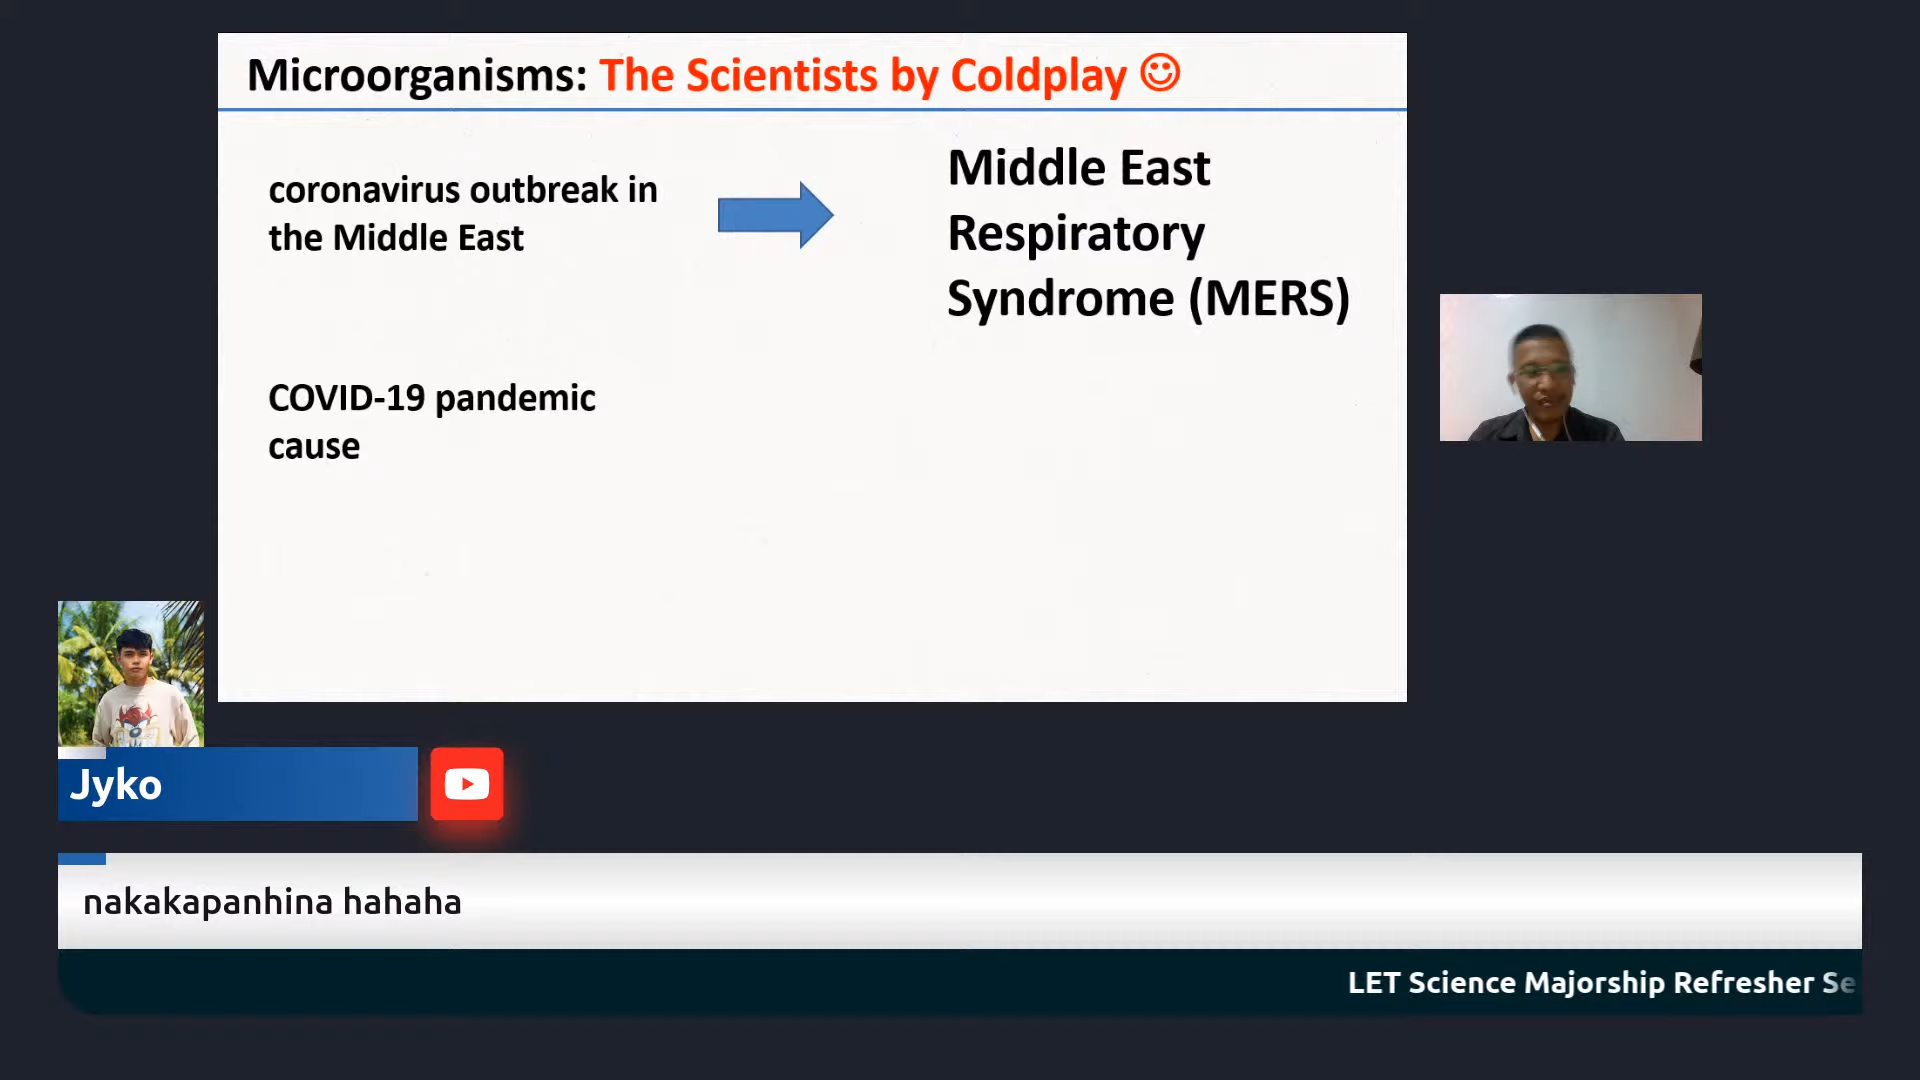 Microorganisms: The Scientists by Coldplay
coronavirus outbreak in
the Middle East
Middle East
Respiratory
Syndrome (MERS)
COVID-19 pandemic
cause
Jyko
nakakapanhina hahaha
LET Science Majorship Refresher Se